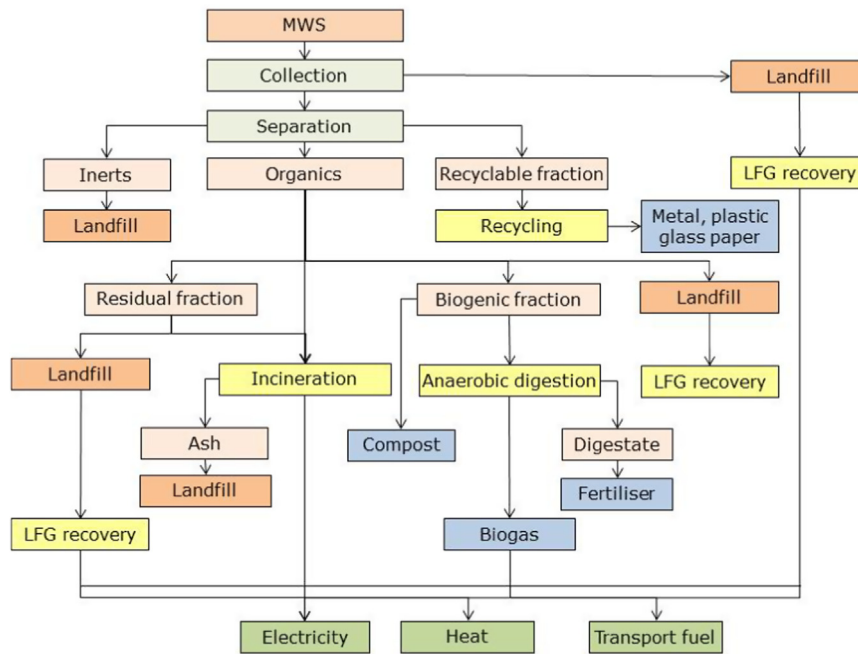 MWS
Collection
Landfill
Separation
Inerts
Organics
Recyclable fraction
LFG recovery
Landfill
Recycling
Metal, plastic
glass paper
Residual fraction
Biogenic fraction
Landfill
Landfill
Incineration
Anaerobic digestion
LFG recovery
Ash
Compost
Digestate
Landfill
Fertiliser
LFG recovery
Biogas
Electricity
Heat
Transport fuel